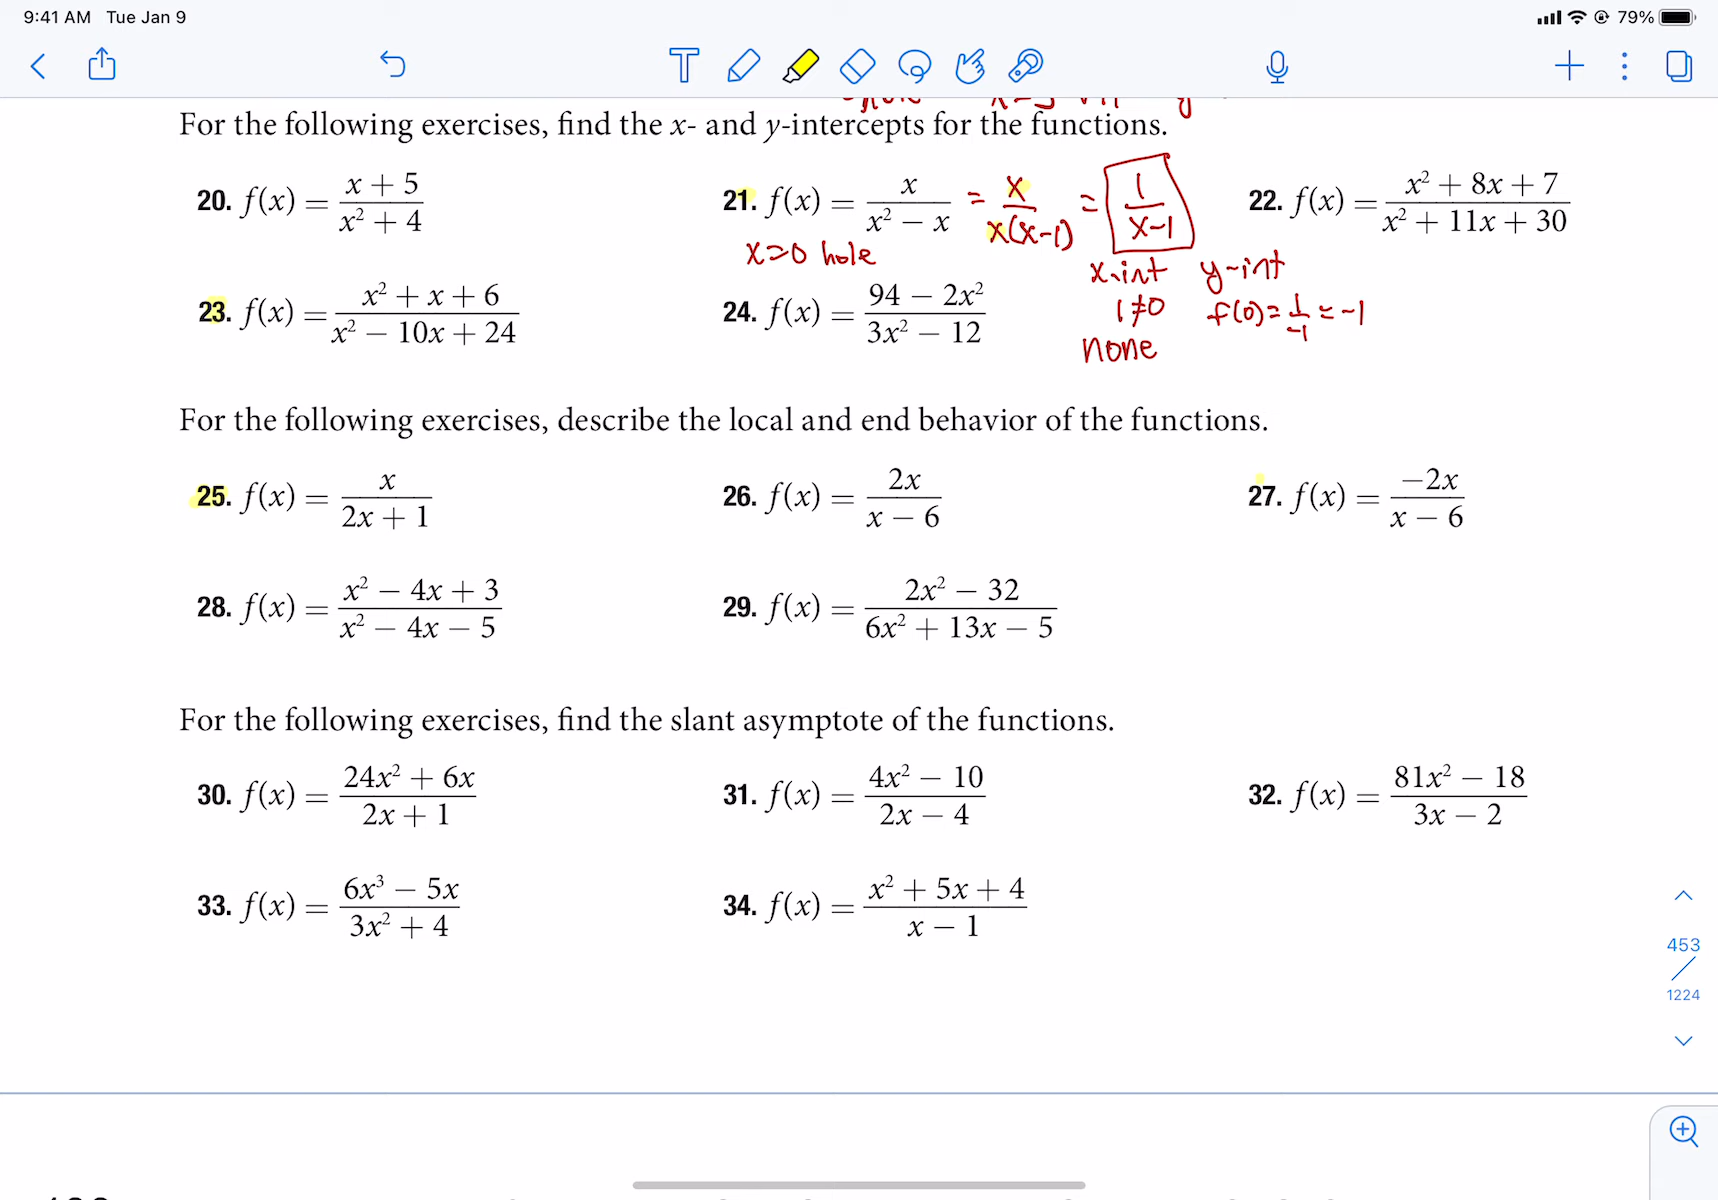 9:41 AM Tue Jan 9 79%
For the following exercises, find the x- and y-intercepts for the functions.
20. f(x) = (x + 5)/(x² + 4) 21. f(x) = x/(x² − x) = x/(x(x-1)) = 1/(x-1) 22. f(x) = (x² + 8x + 7)/(x² + 11x + 30)
x=0 hole
x-int y-int
1≠0 f(0)=1/-1=-1
none
23. f(x) = (x² + x + 6)/(x² − 10x + 24) 24. f(x) = (94 − 2x²)/(3x² − 12)
For the following exercises, describe the local and end behavior of the functions.
25. f(x) = x/(2x + 1) 26. f(x) = 2x/(x − 6) 27. f(x) = −2x/(x − 6)
28. f(x) = (x² − 4x + 3)/(x² − 4x − 5) 29. f(x) = (2x² − 32)/(6x² + 13x − 5)
For the following exercises, find the slant asymptote of the functions.
30. f(x) = (24x² + 6x)/(2x + 1) 31. f(x) = (4x² − 10)/(2x − 4) 32. f(x) = (81x² − 18)/(3x − 2)
33. f(x) = (6x³ − 5x)/(3x² + 4) 34. f(x) = (x² + 5x + 4)/(x − 1)
453
1224